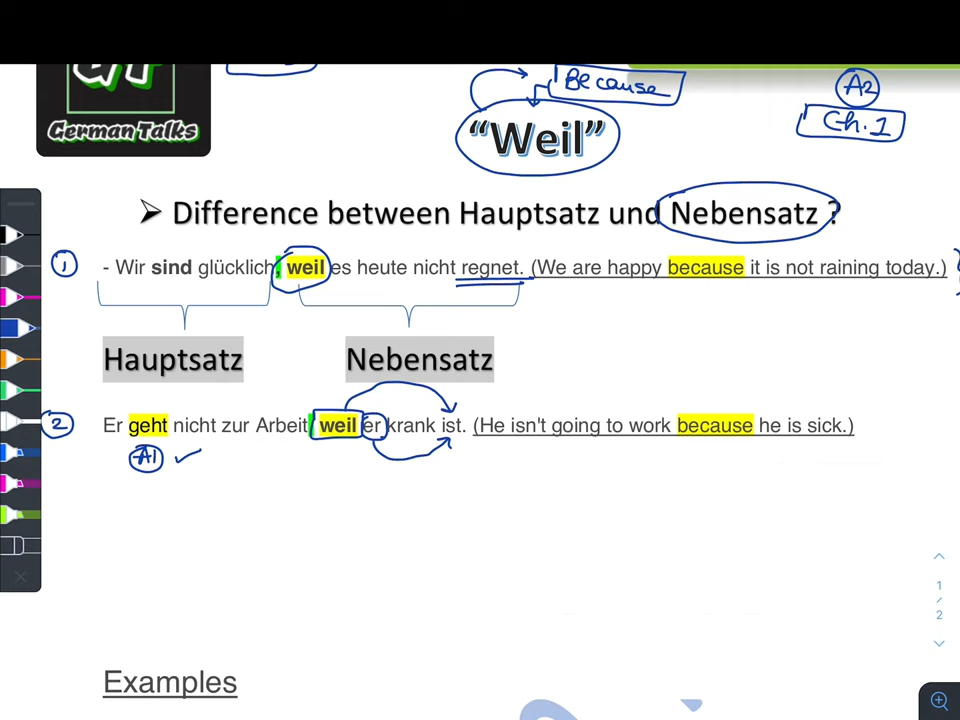 GermanTalks
Because
"Weil"
A2
Ch.1
➢ Difference between Hauptsatz und Nebensatz ?
1 - Wir sind glücklich, weil es heute nicht regnet. (We are happy because it is not raining today.)
Hauptsatz Nebensatz
2 Er geht nicht zur Arbeit, weil er krank ist. (He isn't going to work because he is sick.)
A1 ✓
1
/
2
Examples